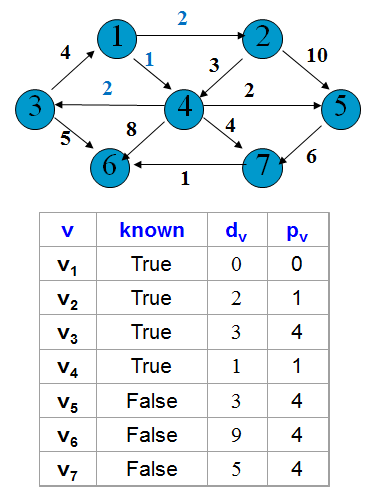 2
1
2
4
1
3
10
2
2
3
4
5
5
8
4
6
6
7
1
v known dv pv
v1 True 0 0
v2 True 2 1
v3 True 3 4
v4 True 1 1
v5 False 3 4
v6 False 9 4
v7 False 5 4